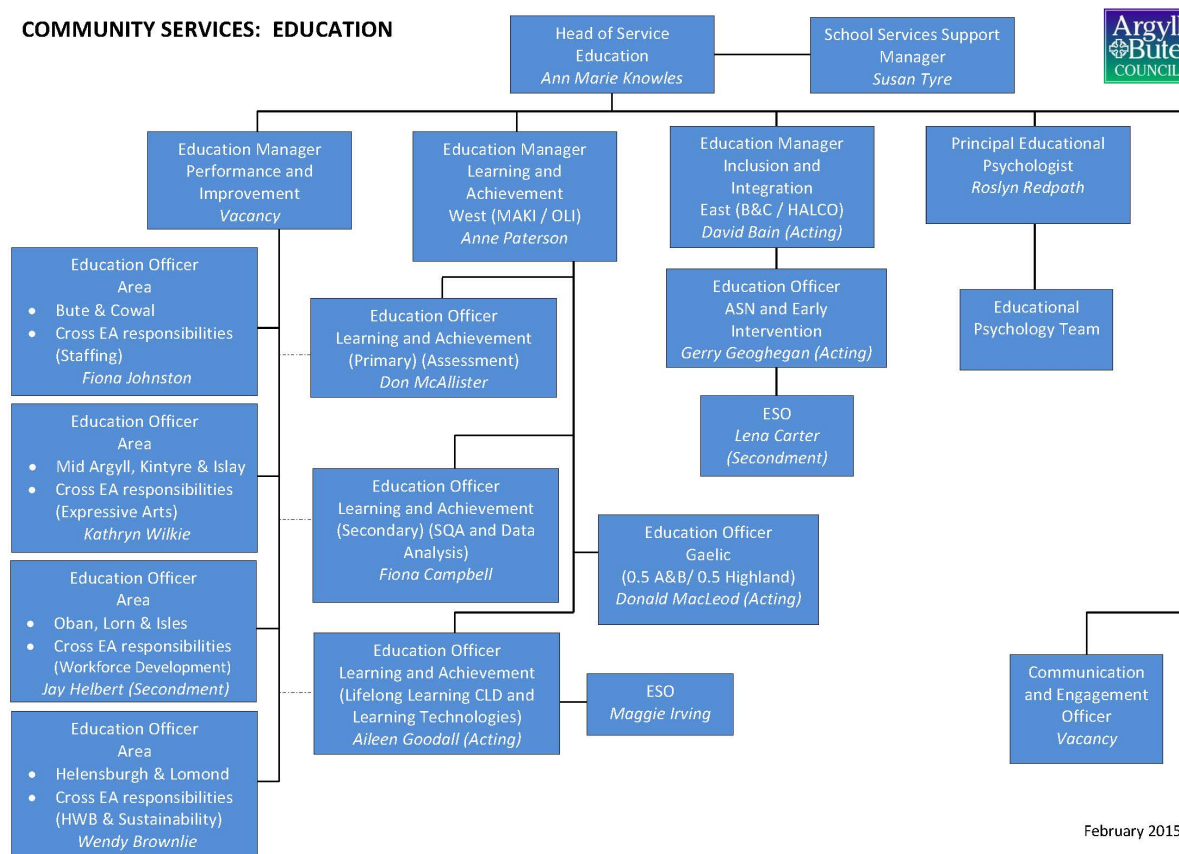 COMMUNITY SERVICES: EDUCATION
Head of Service
Education
Ann Marie Knowles
School Services Support
Manager
Susan Tyre
Argyll
Bute
COUNCIL
Education Manager
Performance and
Improvement
Vacancy
Education Manager
Learning and
Achievement
West (MAKI / OLI)
Anne Paterson
Education Manager
Inclusion and
Integration
East (B&C / HALCO)
David Bain (Acting)
Principal Educational
Psychologist
Roslyn Redpath
Education Officer
Area
• Bute & Cowal
• Cross EA responsibilities
(Staffing)
Fiona Johnston
Education Officer
Learning and Achievement
(Primary) (Assessment)
Don McAllister
Education Officer
ASN and Early
Intervention
Gerry Geoghegan (Acting)
Educational
Psychology Team
Education Officer
Area
• Mid Argyll, Kintyre & Islay
• Cross EA responsibilities
(Expressive Arts)
Kathryn Wilkie
ESO
Lena Carter
(Secondment)
Education Officer
Learning and Achievement
(Secondary) (SQA and Data
Analysis)
Fiona Campbell
Education Officer
Gaelic
(0.5 A&B/ 0.5 Highland)
Donald MacLeod (Acting)
Education Officer
Area
• Oban, Lorn & Isles
• Cross EA responsibilities
(Workforce Development)
Jay Helbert (Secondment)
Education Officer
Learning and Achievement
(Lifelong Learning CLD and
Learning Technologies)
Aileen Goodall (Acting)
ESO
Maggie Irving
Communication
and Engagement
Officer
Vacancy
Education Officer
Area
• Helensburgh & Lomond
• Cross EA responsibilities
(HWB & Sustainability)
Wendy Brownlie
February 2015